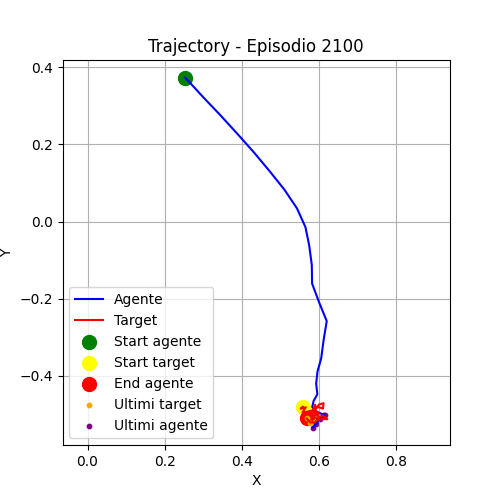 Trajectory - Episodio 2100
0.4
0.2
0.0
−0.2
−0.4
Y
Agente
Target
Start agente
Start target
End agente
Ultimi target
Ultimi agente
0.0 0.2 0.4 0.6 0.8
X